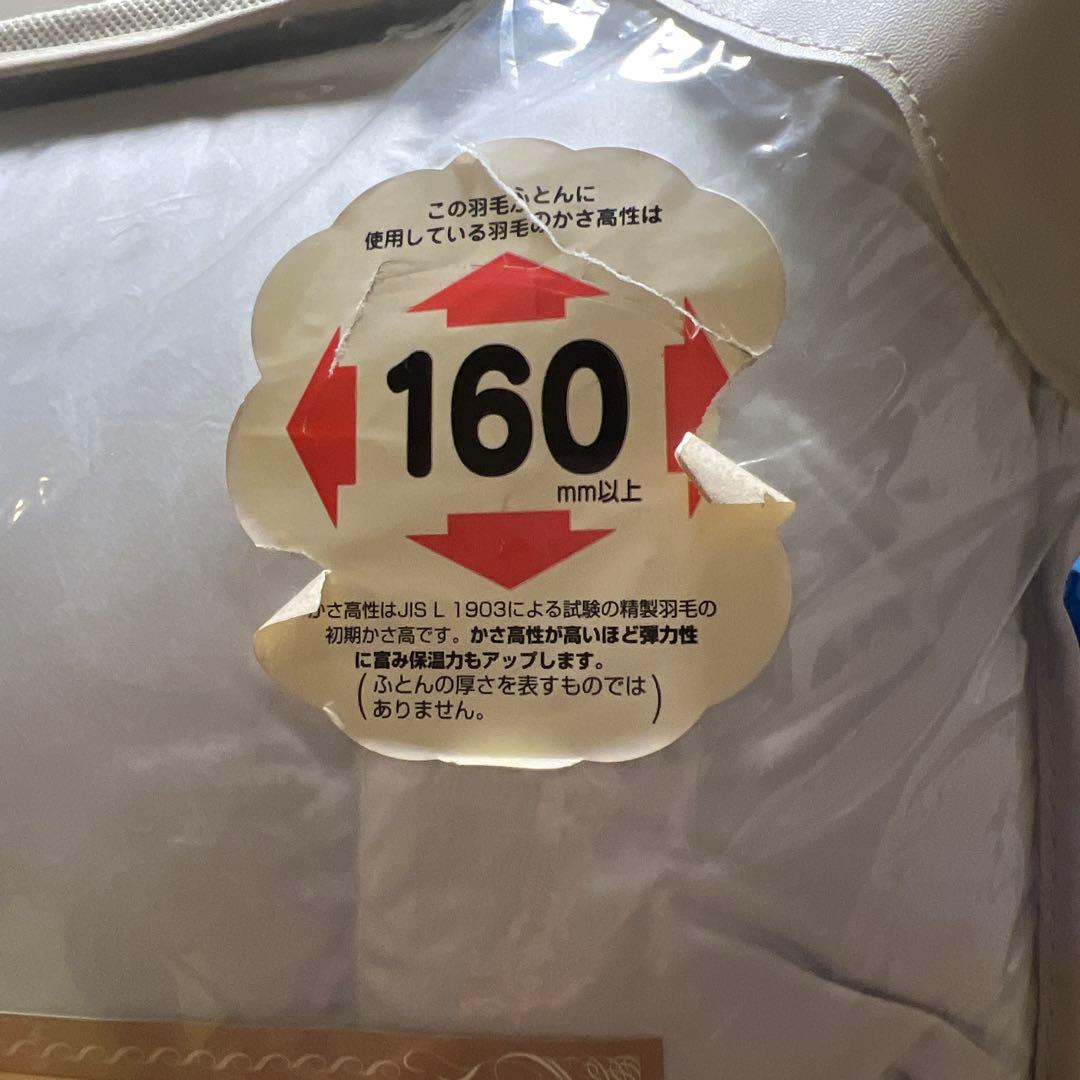 この羽毛ふとんに
使用している羽毛のかさ高性は
160
mm以上
かさ高性はJIS L 1903による試験の精製羽毛の
初期かさ高です。かさ高性が高いほど弾力性
に富み保温力もアップします。
(ふとんの厚さを表すものでは
ありません。)